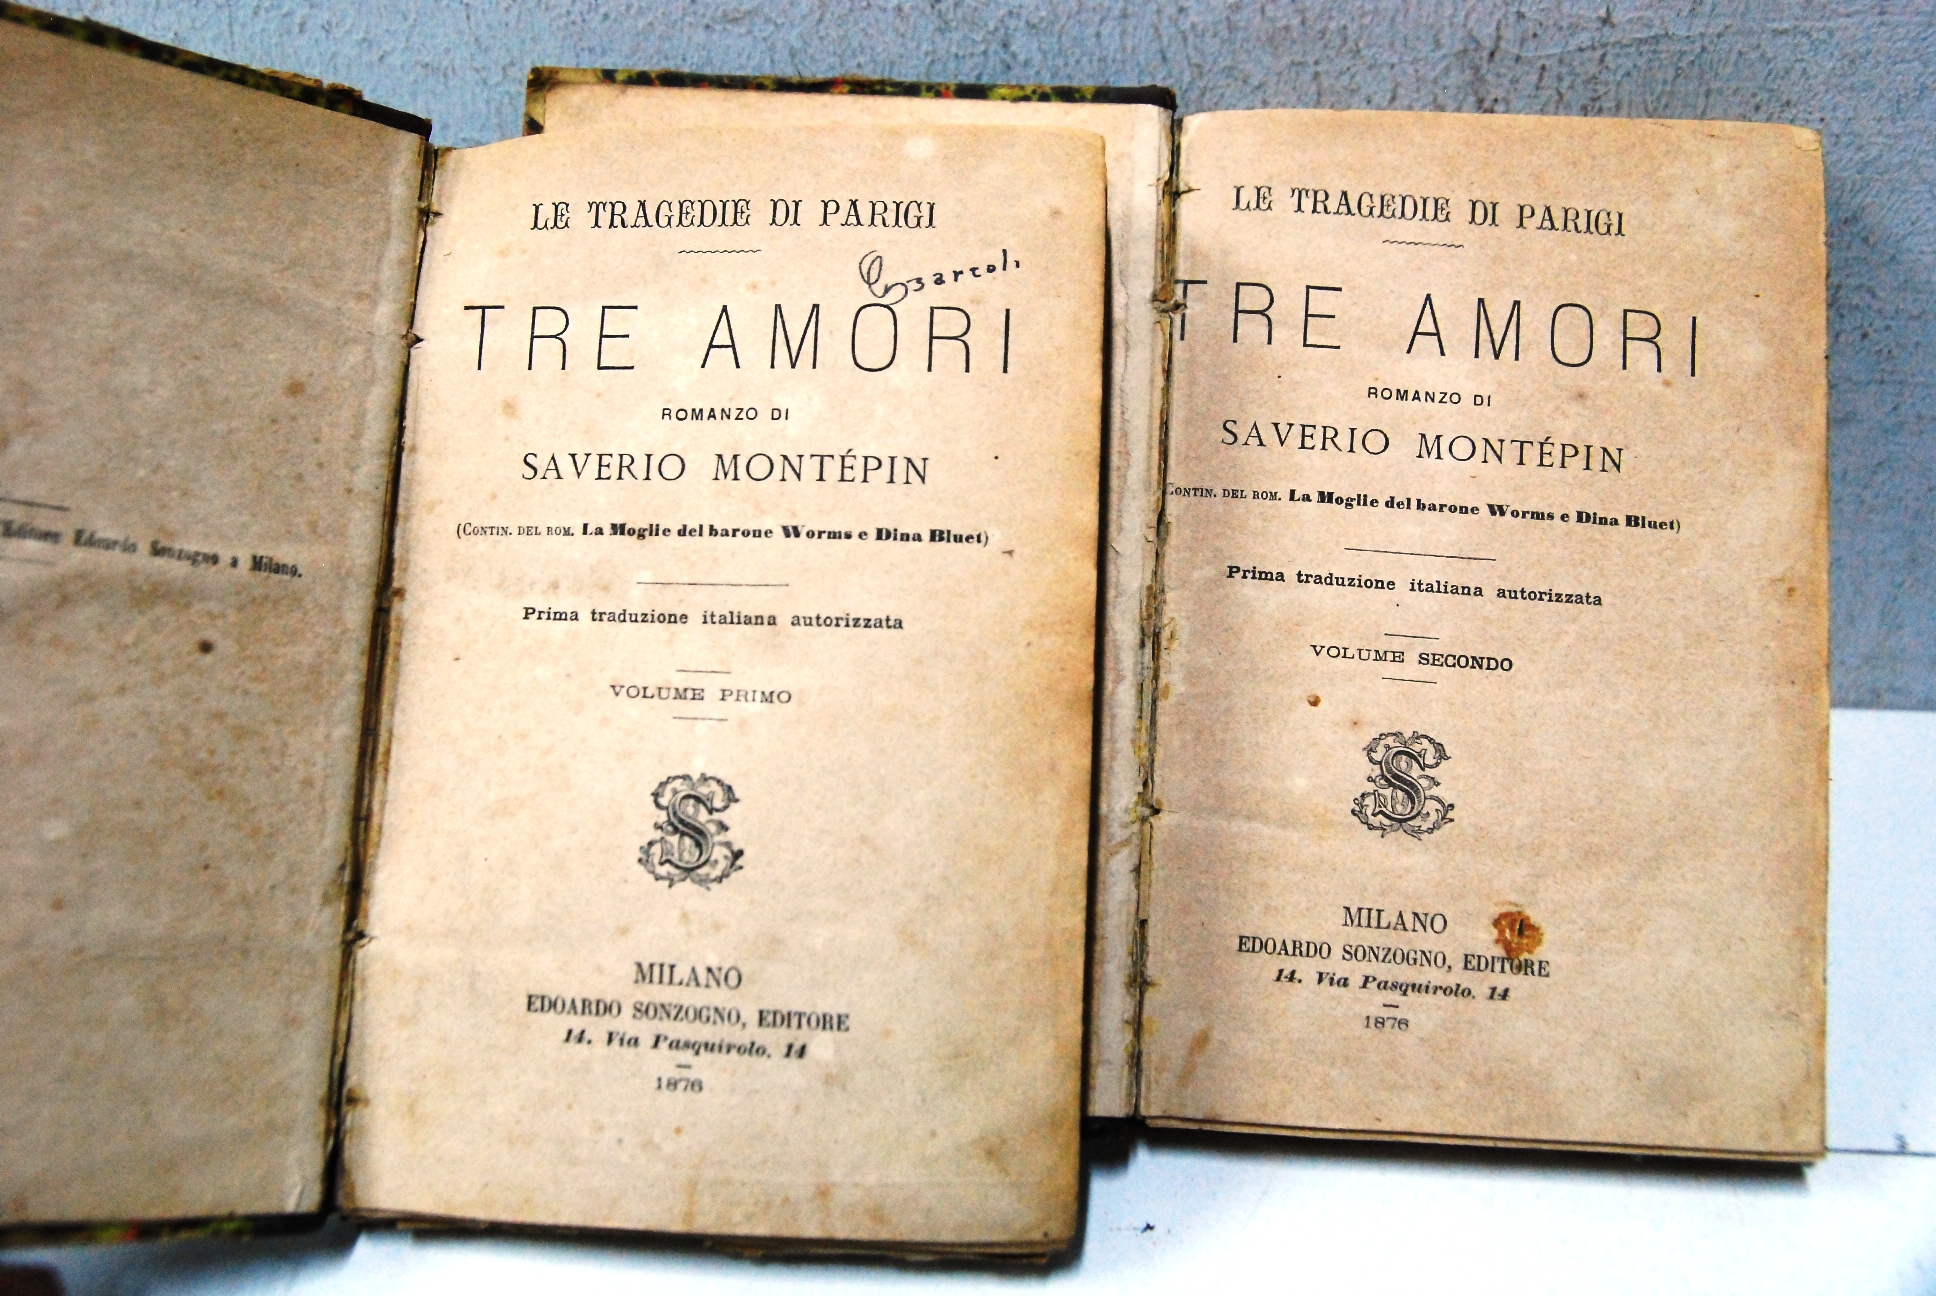 Editore Edoardo Sonzogno a Milano.
LE TRAGEDIE DI PARIGI
TRE AMORI
ROMANZO DI
SAVERIO MONTÉPIN
(CONTIN. DEL ROM. La Moglie del barone Worms e Dina Bluet)
Prima traduzione italiana autorizzata
VOLUME PRIMO
S
MILANO
EDOARDO SONZOGNO, EDITORE
14. Via Pasquirolo. 14
1876
LE TRAGEDIE DI PARIGI
TRE AMORI
ROMANZO DI
SAVERIO MONTÉPIN
CONTIN. DEL ROM. La Moglie del barone Worms e Dina Bluet)
Prima traduzione italiana autorizzata
VOLUME SECONDO
S
MILANO
EDOARDO SONZOGNO, EDITORE
14. Via Pasquirolo. 14
1876